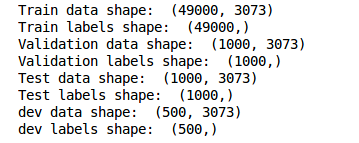 Train data shape:  (49000, 3073)
Train labels shape:  (49000,)
Validation data shape:  (1000, 3073)
Validation labels shape:  (1000,)
Test data shape:  (1000, 3073)
Test labels shape:  (1000,)
dev data shape:  (500, 3073)
dev labels shape:  (500,)